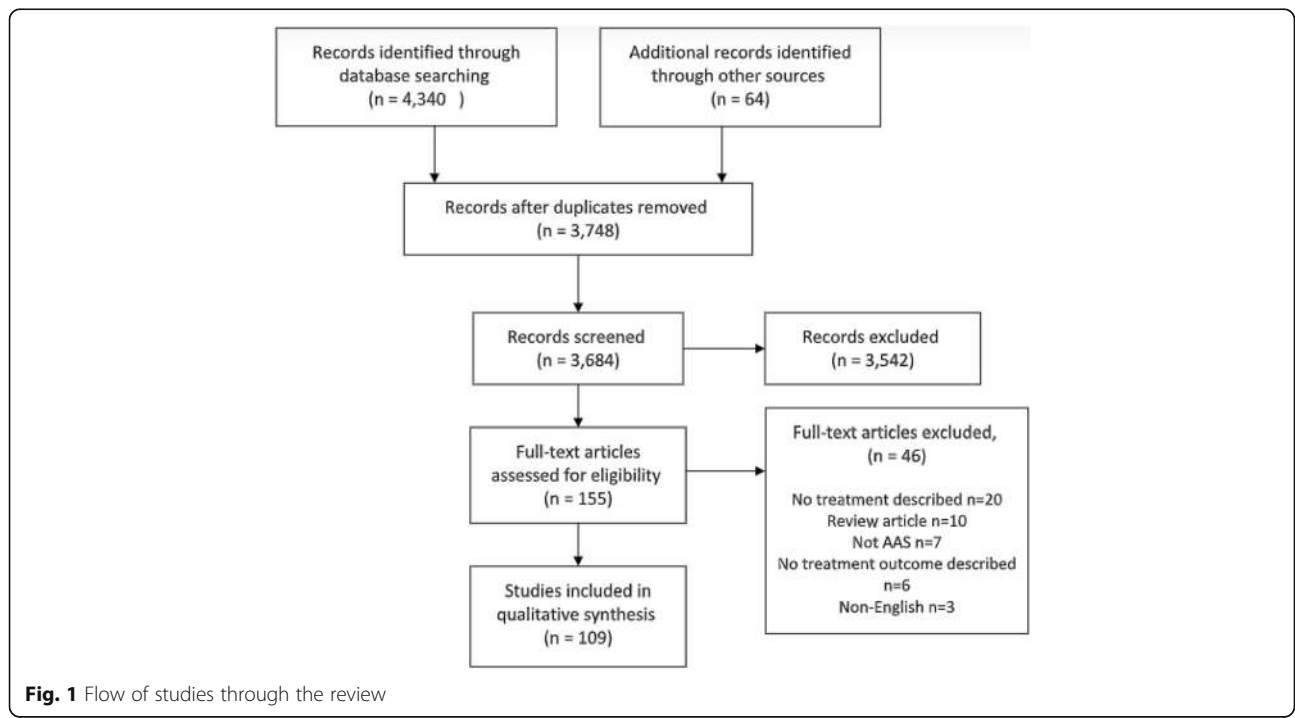 Records identified through
database searching
(n = 4,340   )
Additional records identified
through other sources
(n = 64)
Records after duplicates removed
(n = 3,748)
Records screened
(n = 3,684)
Records excluded
(n = 3,542)
Full-text articles
assessed for eligibility
(n = 155)
Full-text articles excluded,
(n = 46)
No treatment described n=20
Review article n=10
Not AAS n=7
No treatment outcome described
n=6
Non-English n=3
Studies included in
qualitative synthesis
(n = 109)
Fig. 1 Flow of studies through the review